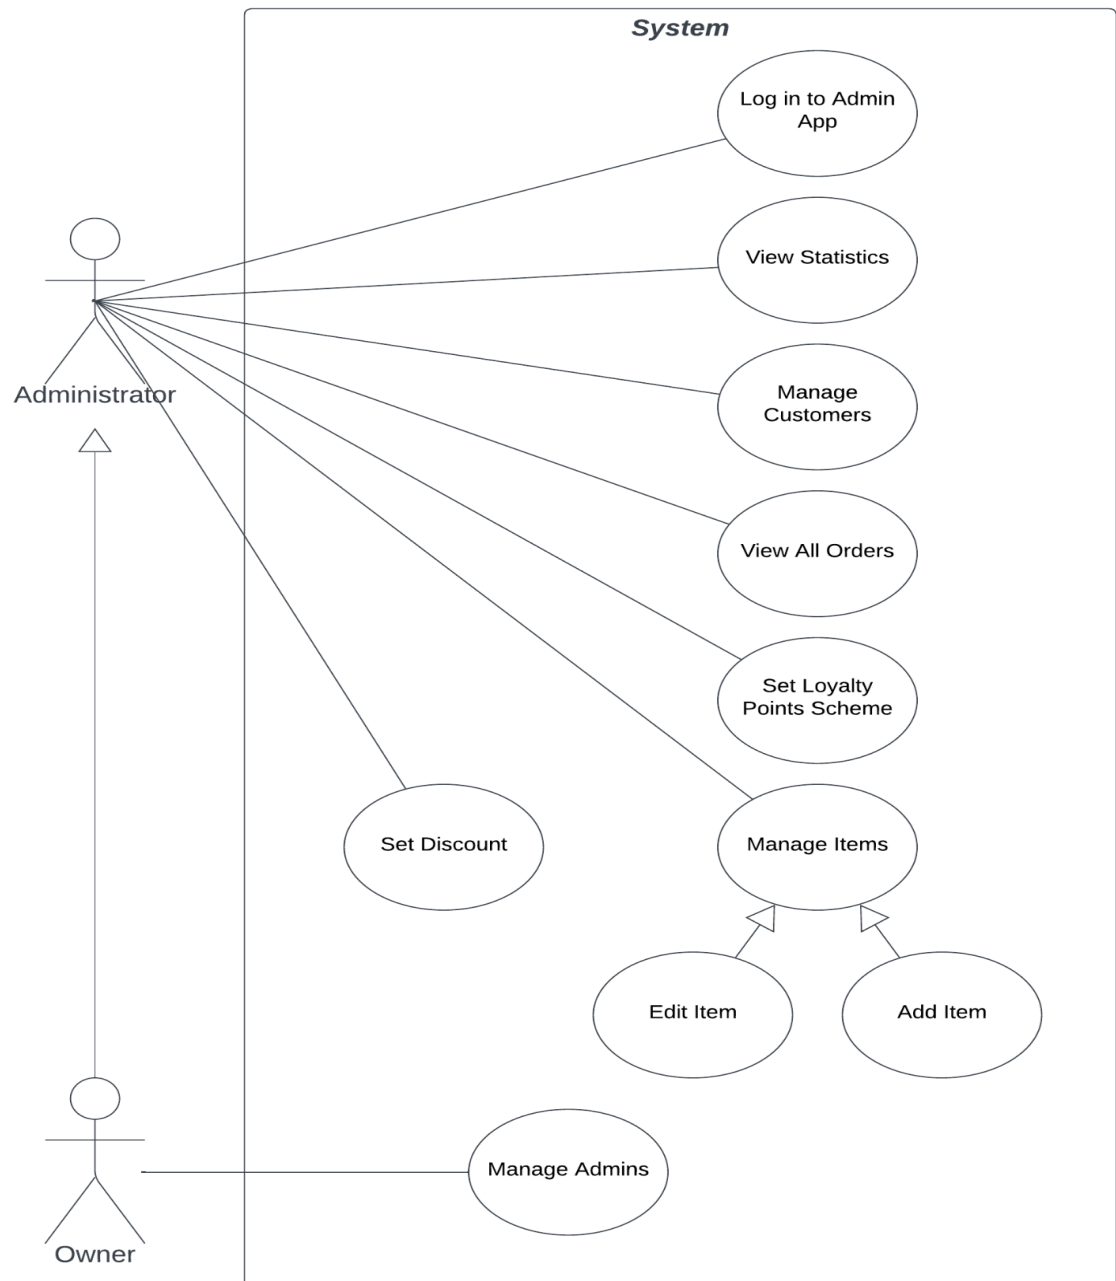 System
Log in to Admin
App
View Statistics
Administrator
Manage
Customers
View All Orders
Set Loyalty
Points Scheme
Set Discount
Manage Items
Edit Item
Add Item
Manage Admins
Owner